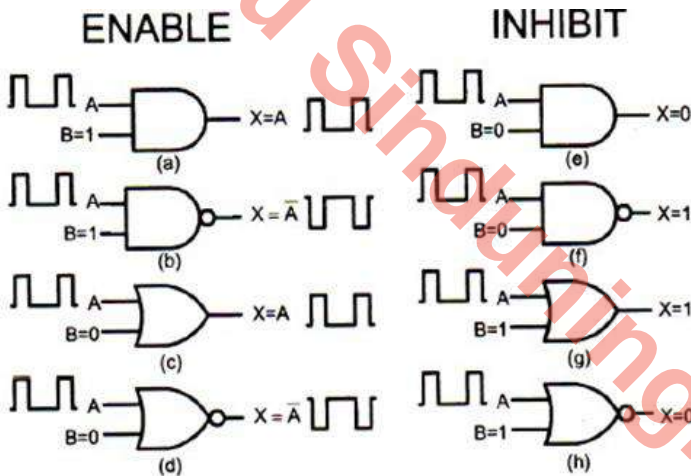 ENABLE
INHIBIT
A
B=1
X=A
(a)
A
B=1
X = A̅
(b)
A
B=0
X=A
(c)
A
B=0
X = A̅
(d)
A
B=0
X=0
(e)
A
B=0
X=1
(f)
A
B=1
X=1
(g)
A
B=1
X=0
(h)